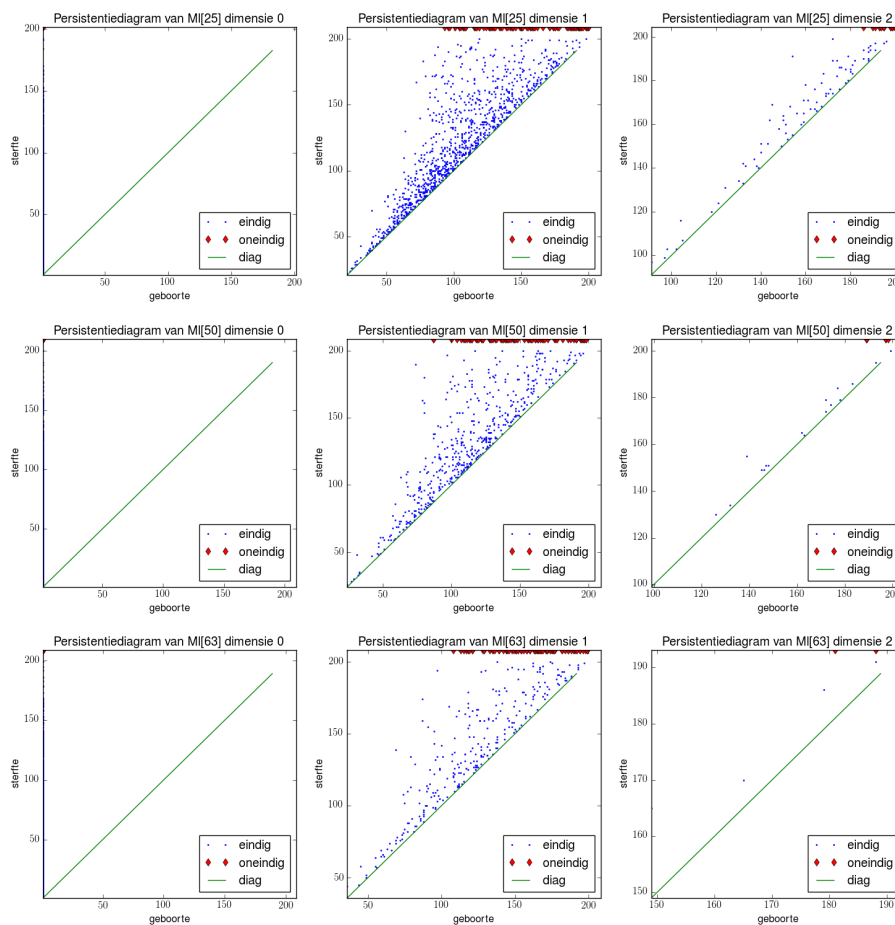 Persistentiediagram van MI[25] dimensie 0
200
150
100
50
sterfte
50
100
150
200
geboorte
eindig
oneindig
diag
Persistentiediagram van MI[25] dimensie 1
200
150
100
50
sterfte
50
100
150
200
geboorte
eindig
oneindig
diag
Persistentiediagram van MI[25] dimensie 2
200
180
160
140
120
100
sterfte
100
120
140
160
180
200
geboorte
eindig
oneindig
diag
Persistentiediagram van MI[50] dimensie 0
200
150
100
50
sterfte
50
100
150
200
geboorte
eindig
oneindig
diag
Persistentiediagram van MI[50] dimensie 1
200
150
100
50
sterfte
50
100
150
200
geboorte
eindig
oneindig
diag
Persistentiediagram van MI[50] dimensie 2
200
180
160
140
120
100
sterfte
100
120
140
160
180
200
geboorte
eindig
oneindig
diag
Persistentiediagram van MI[63] dimensie 0
200
150
100
50
sterfte
50
100
150
200
geboorte
eindig
oneindig
diag
Persistentiediagram van MI[63] dimensie 1
200
150
100
50
sterfte
50
100
150
200
geboorte
eindig
oneindig
diag
Persistentiediagram van MI[63] dimensie 2
190
180
170
160
150
sterfte
150
160
170
180
190
geboorte
eindig
oneindig
diag